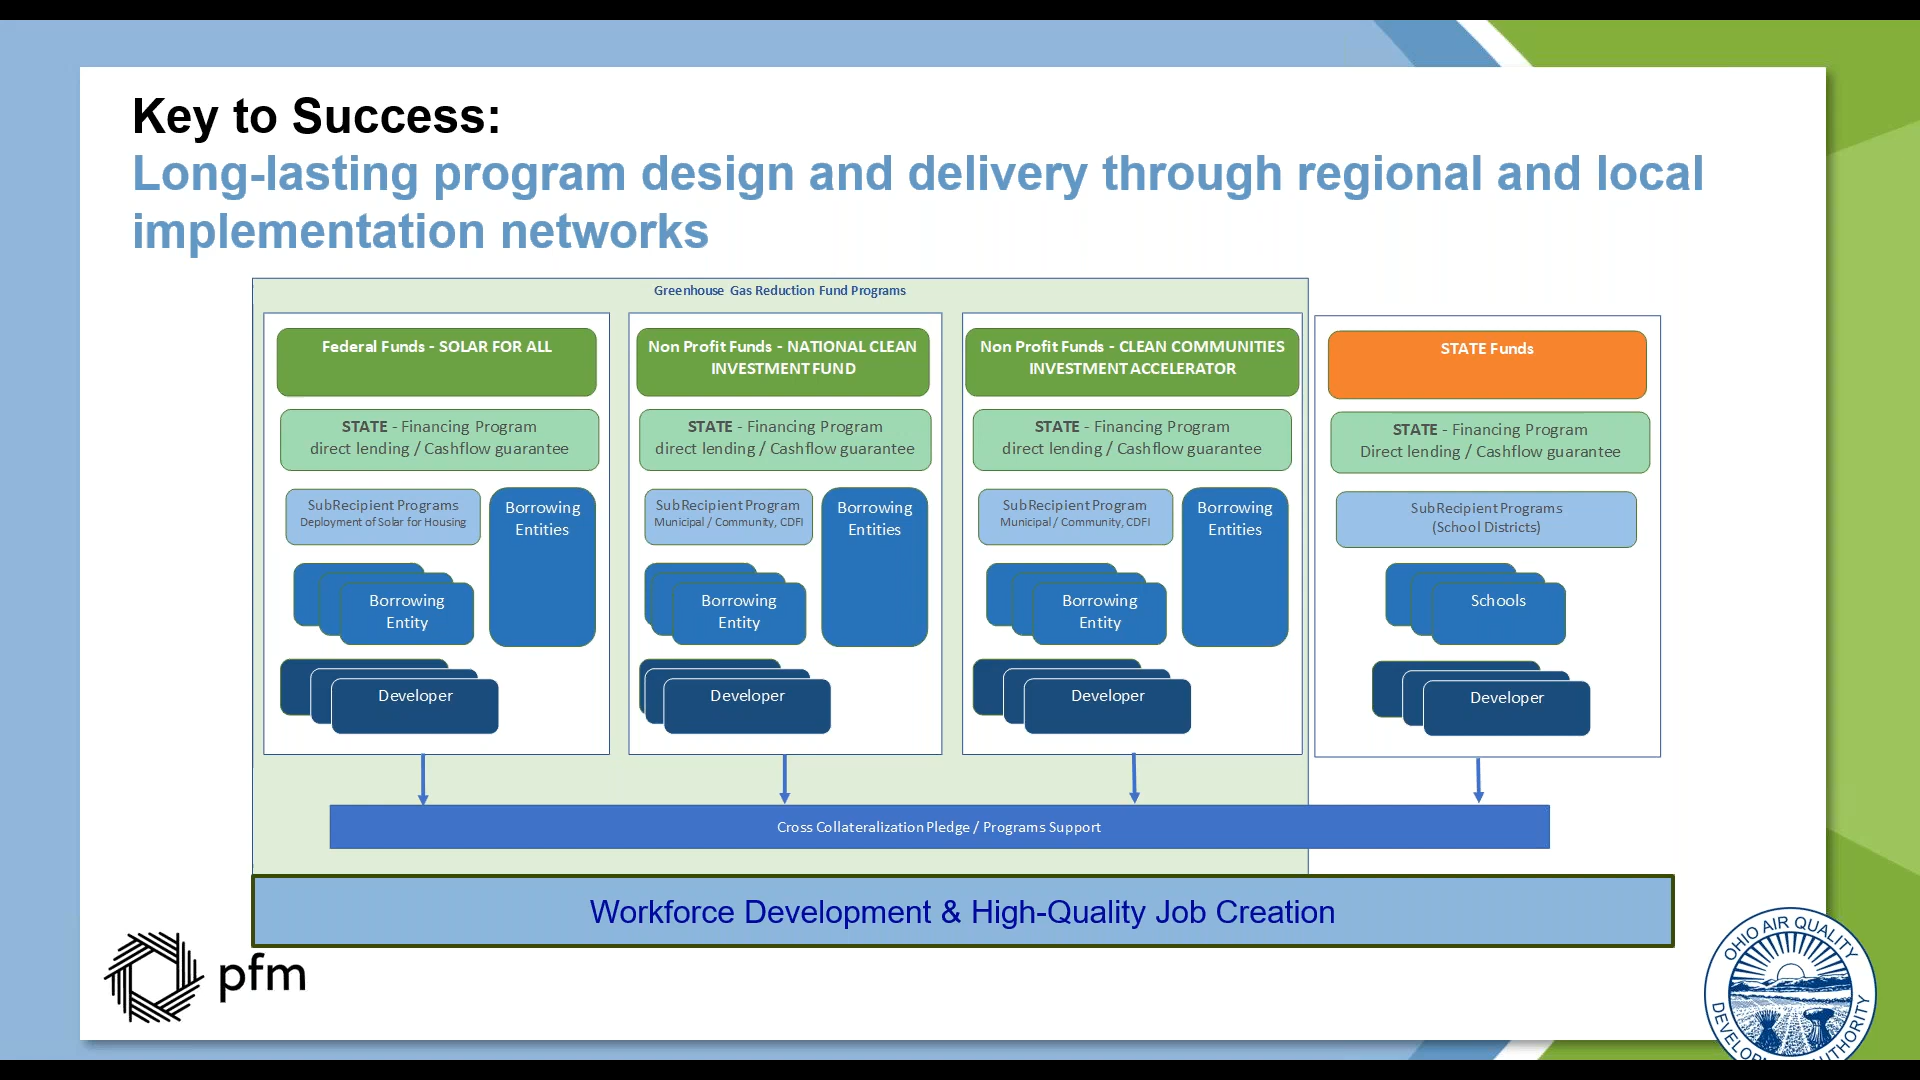 Key to Success:
Long-lasting program design and delivery through regional and local
implementation networks
Greenhouse Gas Reduction Fund Programs
Federal Funds - SOLAR FOR ALL
STATE - Financing Program
direct lending / Cashflow guarantee
SubRecipient Programs
Deployment of Solar for Housing
Borrowing
Entities
Borrowing
Entity
Developer
Non Profit Funds - NATIONAL CLEAN
INVESTMENT FUND
STATE - Financing Program
direct lending / Cashflow guarantee
SubRecipient Program
Municipal / Community, CDFI
Borrowing
Entities
Borrowing
Entity
Developer
Non Profit Funds - CLEAN COMMUNITIES
INVESTMENT ACCELERATOR
STATE - Financing Program
direct lending / Cashflow guarantee
SubRecipient Program
Municipal / Community, CDFI
Borrowing
Entities
Borrowing
Entity
Developer
STATE Funds
STATE - Financing Program
Direct lending / Cashflow guarantee
SubRecipient Programs
(School Districts)
Schools
Developer
Cross Collateralization Pledge / Programs Support
Workforce Development & High-Quality Job Creation
pfm
OHIO AIR QUALITY
AUTHORITY